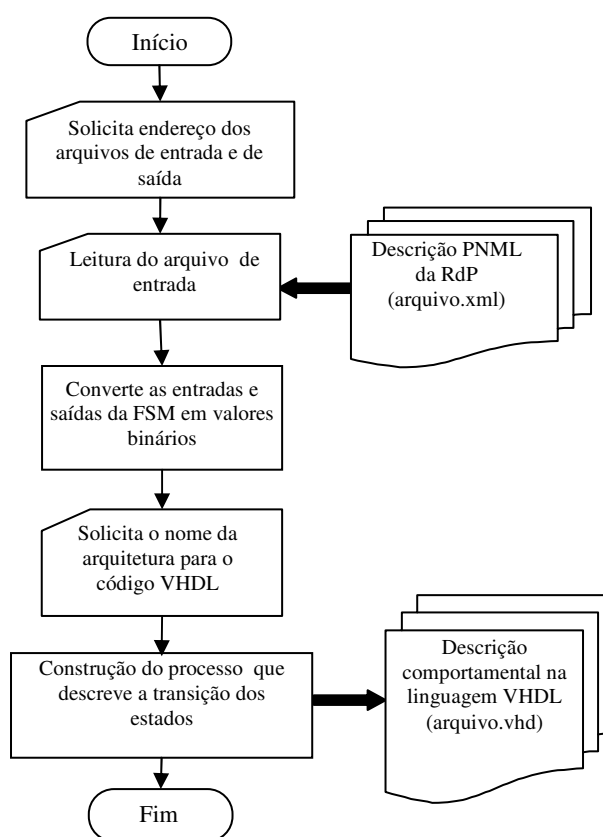 Início
Solicita endereço dos
arquivos de entrada e de
saída
Leitura do arquivo de
entrada
Descrição PNML
da RdP
(arquivo.xml)
Converte as entradas e
saídas da FSM em valores
binários
Solicita o nome da
arquitetura para o
código VHDL
Construção do processo que
descreve a transição dos
estados
Descrição
comportamental na
linguagem VHDL
(arquivo.vhd)
Fim